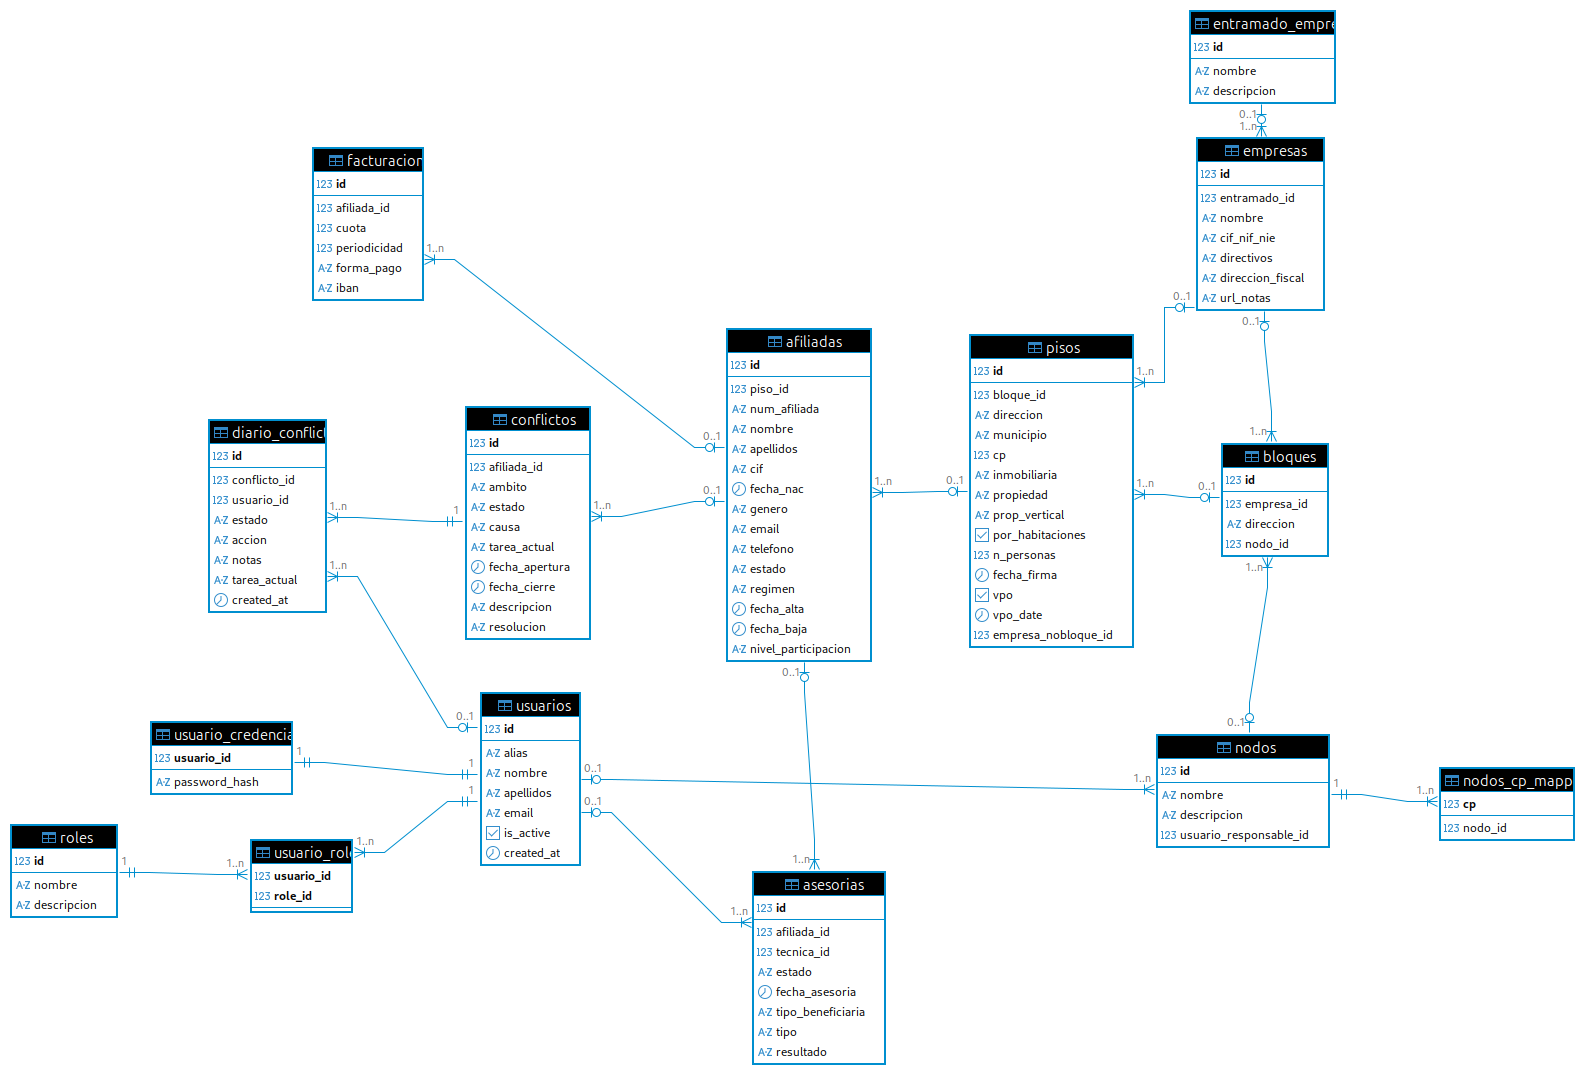 entramado_empre
123 id
A-Z nombre
A-Z descripcion
0..1
1..n
empresas
123 id
123 entramado_id
A-Z nombre
A-Z cif_nif_nie
A-Z directivos
A-Z direccion_fiscal
A-Z url_notas
0..1
0..1
1..n
facturacion
123 id
123 afiliada_id
123 cuota
123 periodicidad
A-Z forma_pago
A-Z iban
1..n
afiliadas
123 id
123 piso_id
A-Z num_afiliada
A-Z nombre
A-Z apellidos
A-Z cif
fecha_nac
A-Z genero
A-Z email
A-Z telefono
A-Z estado
A-Z regimen
fecha_alta
fecha_baja
A-Z nivel_participacion
0..1
0..1
1..n
0..1
0..1
pisos
123 id
123 bloque_id
A-Z direccion
A-Z municipio
123 cp
A-Z inmobiliaria
A-Z propiedad
A-Z prop_vertical
por_habitaciones
123 n_personas
fecha_firma
vpo
vpo_date
123 empresa_nobloque_id
1..n
1..n
0..1
bloques
123 id
123 empresa_id
A-Z direccion
123 nodo_id
1..n
0..1
diario_conflict
123 id
123 conflicto_id
123 usuario_id
A-Z estado
A-Z accion
A-Z notas
A-Z tarea_actual
created_at
1..n
1
1..n
conflictos
123 id
123 afiliada_id
A-Z ambito
A-Z estado
A-Z causa
A-Z tarea_actual
fecha_apertura
fecha_cierre
A-Z descripcion
A-Z resolucion
1..n
usuarios
123 id
A-Z alias
A-Z nombre
A-Z apellidos
A-Z email
is_active
created_at
0..1
1
1
0..1
0..1
usuario_credencia
123 usuario_id
A-Z password_hash
1
roles
123 id
A-Z nombre
A-Z descripcion
1
1..n
usuario_rol
123 usuario_id
123 role_id
1..n
nodos
123 id
A-Z nombre
A-Z descripcion
123 usuario_responsable_id
1..n
1
1..n
nodos_cp_mapp
123 cp
123 nodo_id
asesorias
123 id
123 afiliada_id
123 tecnica_id
A-Z estado
fecha_asesoria
A-Z tipo_beneficiaria
A-Z tipo
A-Z resultado
1..n
1..n